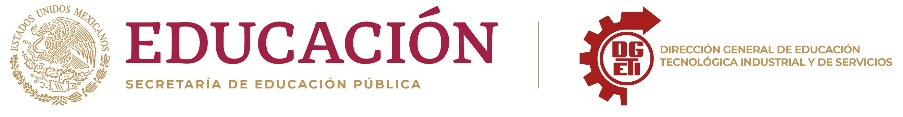 ESTADOS UNIDOS MEXICANOS
EDUCACIÓN
SECRETARÍA DE EDUCACIÓN PÚBLICA
DGETi
DIRECCIÓN GENERAL DE EDUCACIÓN
TECNOLÓGICA INDUSTRIAL Y DE SERVICIOS